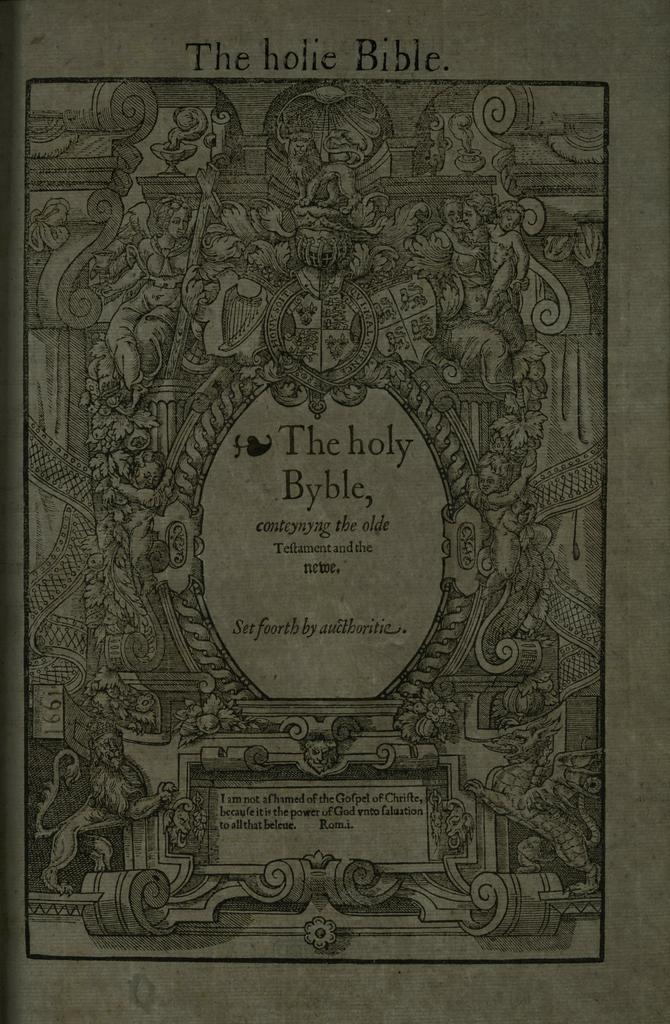 The holie Bible.
The holy
Byble,
conteynyng the olde
Teſtament and the
newe.
Set foorth by aucthoritie.
I am not aſhamed of the Goſpel of Chriſte,
becauſe it is the power of God vnto ſaluation
to all that beleue. Rom.i.